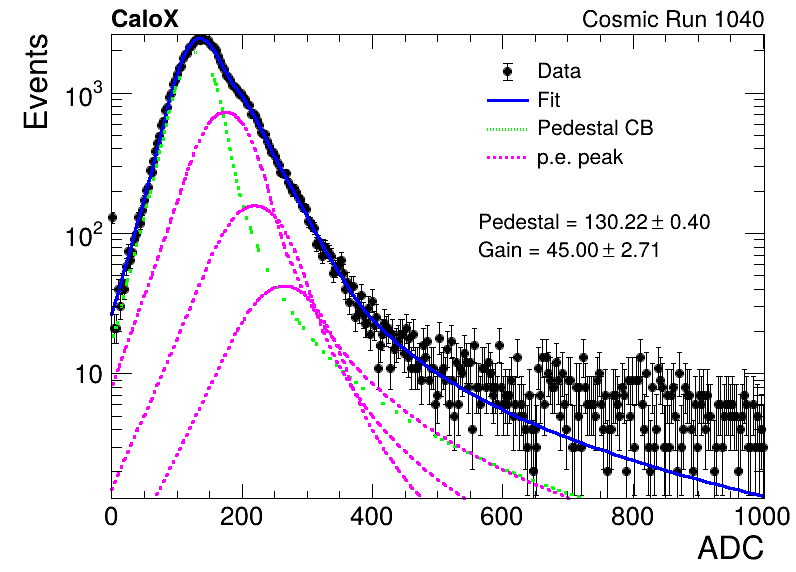 CaloX
Cosmic Run 1040
Events
Data
Fit
Pedestal CB
p.e. peak
Pedestal = 130.22 ± 0.40
Gain = 45.00 ± 2.71
10³
10²
10
0 200 400 600 800 1000
ADC